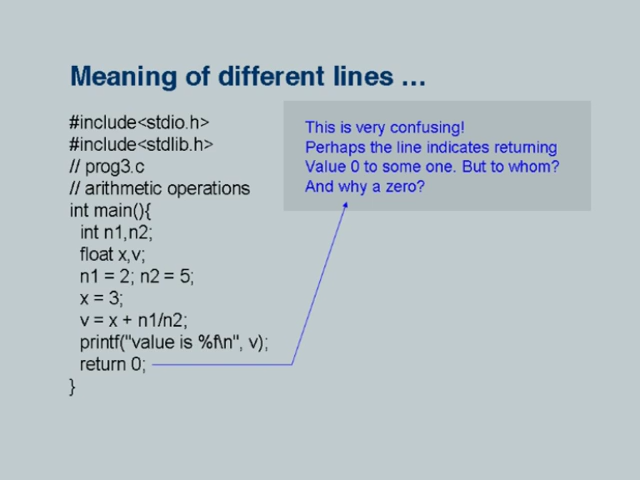 Meaning of different lines ...
#include<stdio.h>
#include<stdlib.h>
// prog3.c
// arithmetic operations
int main(){
int n1,n2;
float x,v;
n1 = 2; n2 = 5;
x = 3;
v = x + n1/n2;
printf("value is %f\n", v);
return 0;
}
This is very confusing!
Perhaps the line indicates returning
Value 0 to some one. But to whom?
And why a zero?